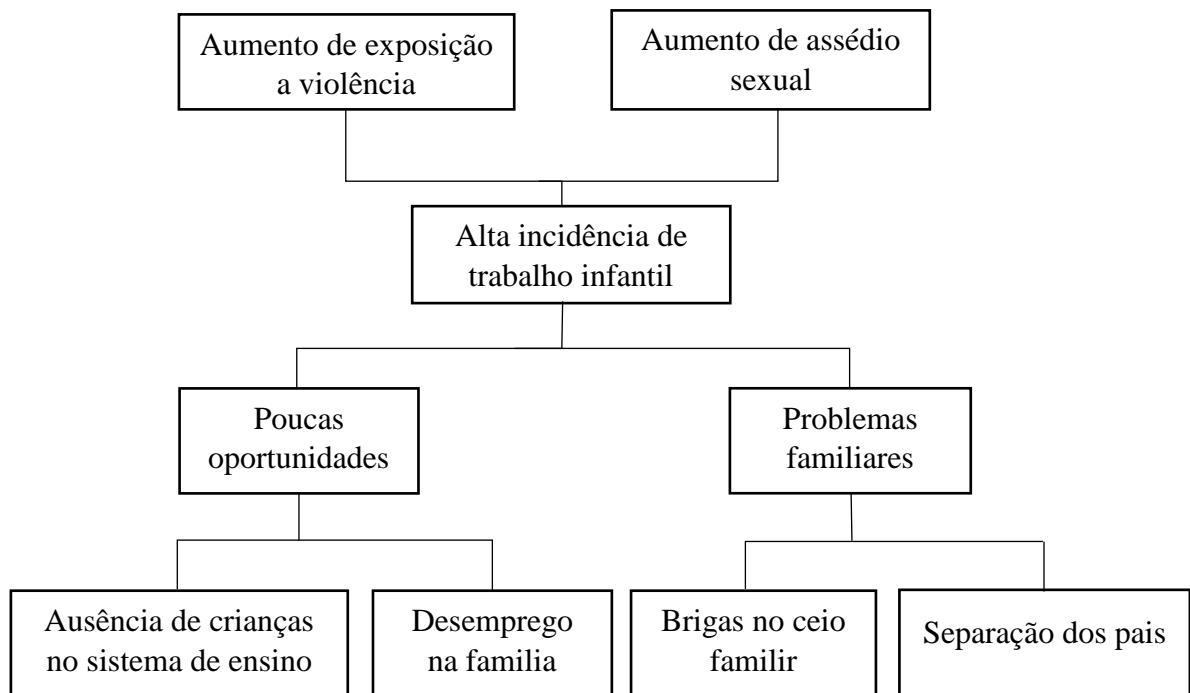 Aumento de exposição
a violência
Aumento de assédio
sexual
Alta incidência de
trabalho infantil
Poucas
oportunidades
Problemas
familiares
Ausência de crianças
no sistema de ensino
Desemprego
na familia
Brigas no ceio
familir
Separação dos pais